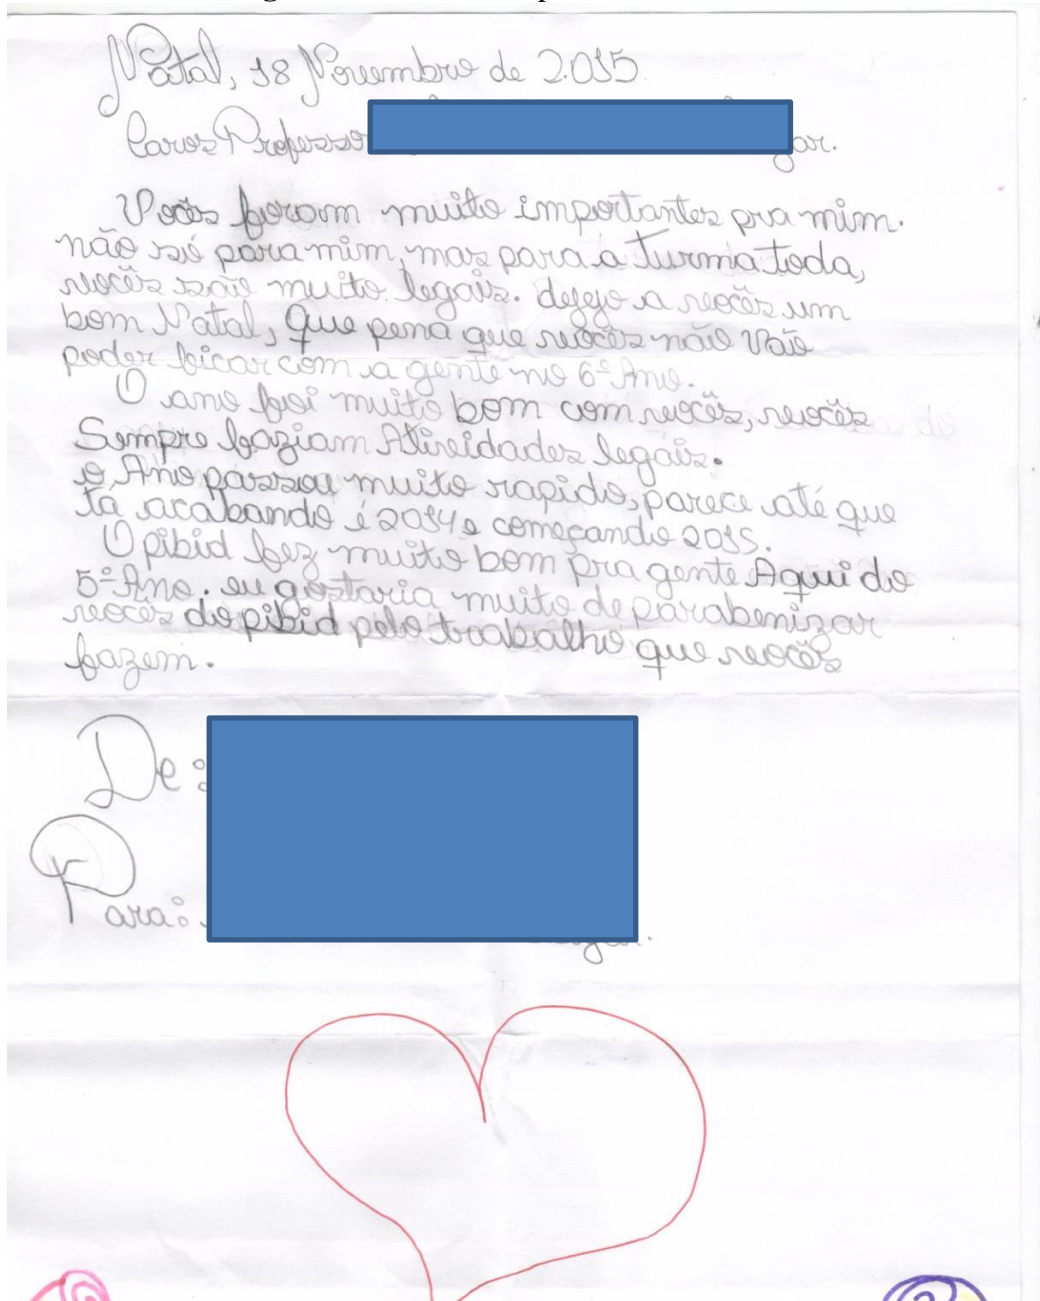 Natal, 18 Novembro de 2015
Caros Professo gar.
Vocês foram muito importantes pra mim.
não só para mim, mas para a Turma toda,
vocês são muito legais. desejo a vocês um
bom Natal, Que pena que vocês não Vão
poder ficar com a gente no 6º Ano.
O ano foi muito bom com vocês, vocês
Sempre faziam Atividades legais.
o Ano passou muito rapido, parece até que
ta acabando é 2014 e começando 2015.
O pibid fez muito bom pra gente Aqui do
5º Ano. eu gostaria muito de parabenizar
vocês do pibid pelo trabalho que vocês
fazem.
De:
Para: